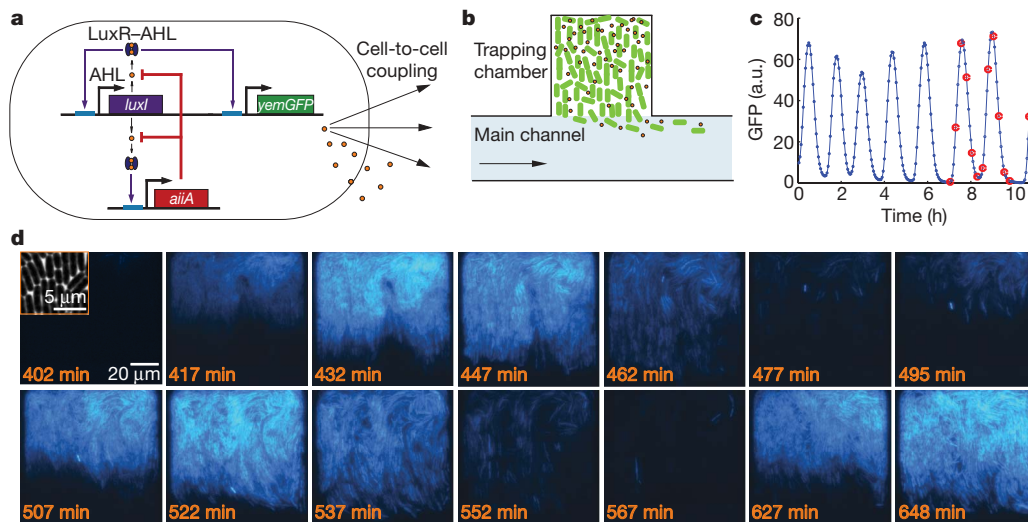 a
LuxR–AHL
AHL
luxI
yemGFP
aiiA
Cell-to-cell
coupling
b
Trapping
chamber
Main channel
c
GFP (a.u.)
80
60
40
20
0
0 2 4 6 8 10
Time (h)
d
5 μm
402 min
20 μm
417 min
432 min
447 min
462 min
477 min
495 min
507 min
522 min
537 min
552 min
567 min
627 min
648 min